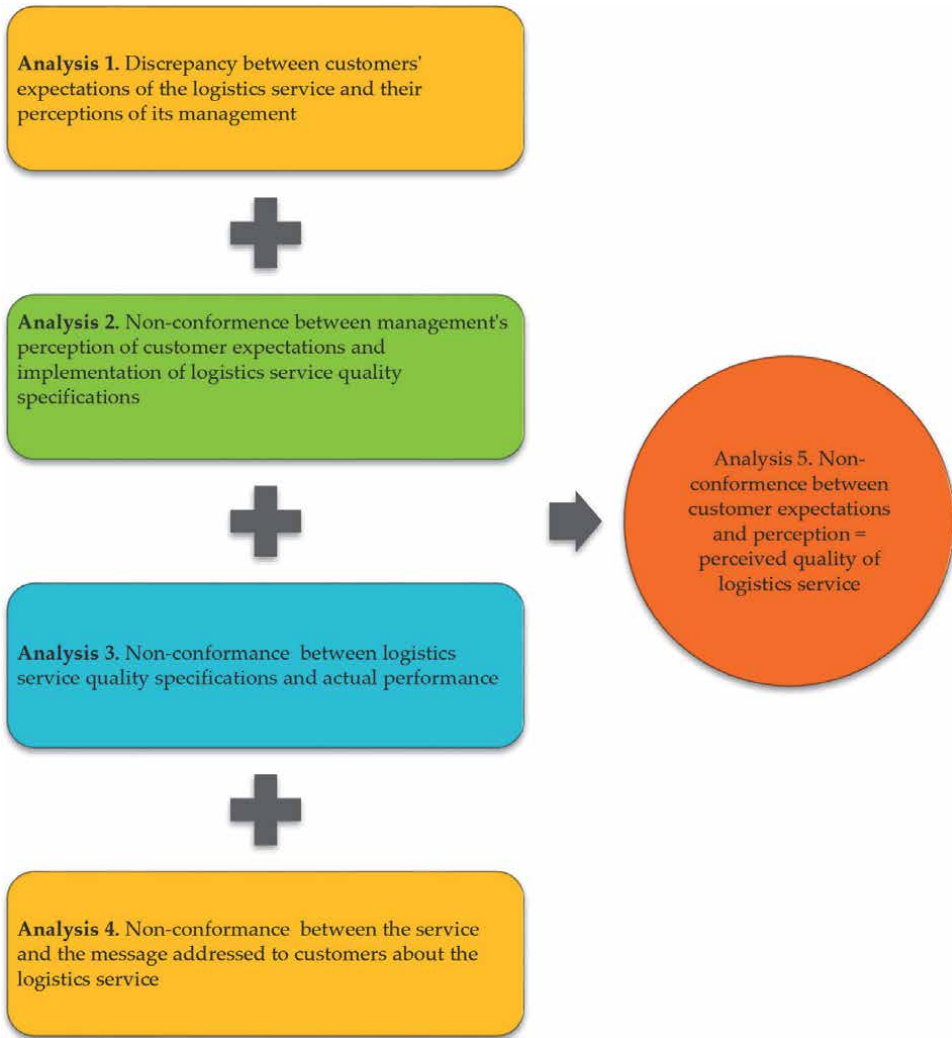 Analysis 1. Discrepancy between customers'
expectations of the logistics service and their
perceptions of its management
Analysis 2. Non-conformence between management's
perception of customer expectations and
implementation of logistics service quality
specifications
Analysis 3. Non-conformance between logistics
service quality specifications and actual performance
Analysis 4. Non-conformance between the service
and the message addressed to customers about the
logistics service
Analysis 5. Non-
conformence between
customer expectations
and perception =
perceived quality of
logistics service